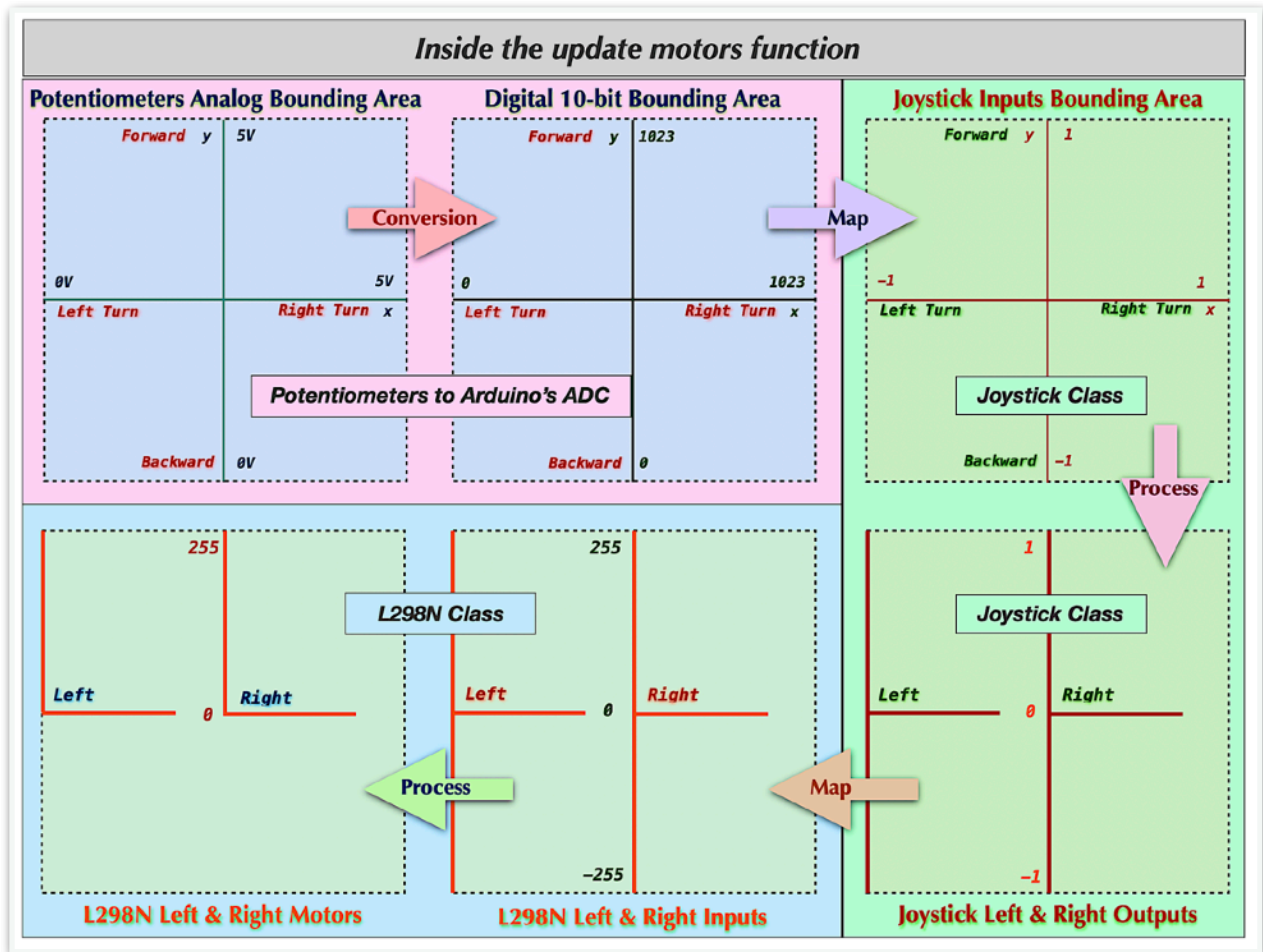 Inside the update motors function
Potentiometers Analog Bounding Area
Forward y 5V
0V 5V
Left Turn Right Turn x
Backward 0V
Conversion
Digital 10-bit Bounding Area
Forward y 1023
0 1023
Left Turn Right Turn x
Backward 0
Potentiometers to Arduino's ADC
Map
Joystick Inputs Bounding Area
Forward y 1
-1 1
Left Turn Right Turn x
Joystick Class
Backward -1
Process
1
Joystick Class
Left 0 Right
-1
Joystick Left & Right Outputs
Map
255
Left 0 Right
-255
L298N Left & Right Inputs
L298N Class
Process
255
Left 0 Right
L298N Left & Right Motors